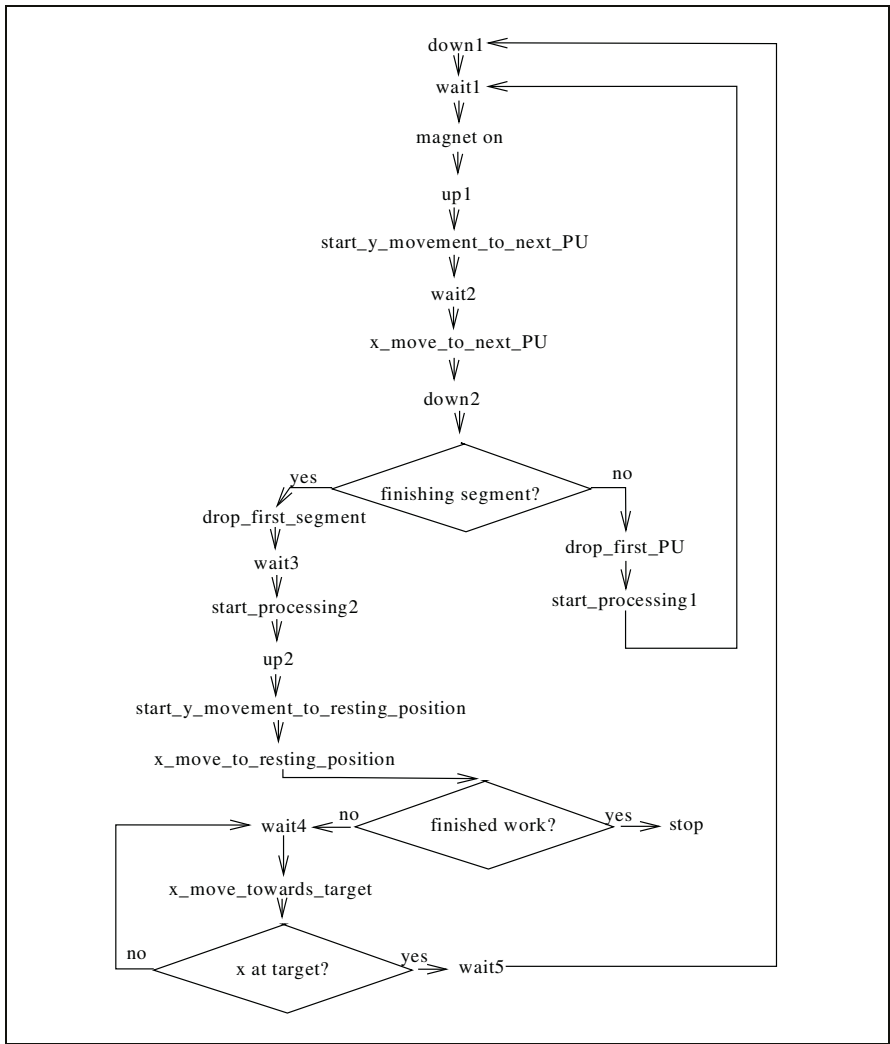 down1
wait1
magnet on
up1
start_y_movement_to_next_PU
wait2
x_move_to_next_PU
down2
finishing segment?
yes
no
drop_first_segment
drop_first_PU
wait3
start_processing1
start_processing2
up2
start_y_movement_to_resting_position
x_move_to_resting_position
finished work?
no
yes
stop
wait4
x_move_towards_target
x at target?
no
yes
wait5